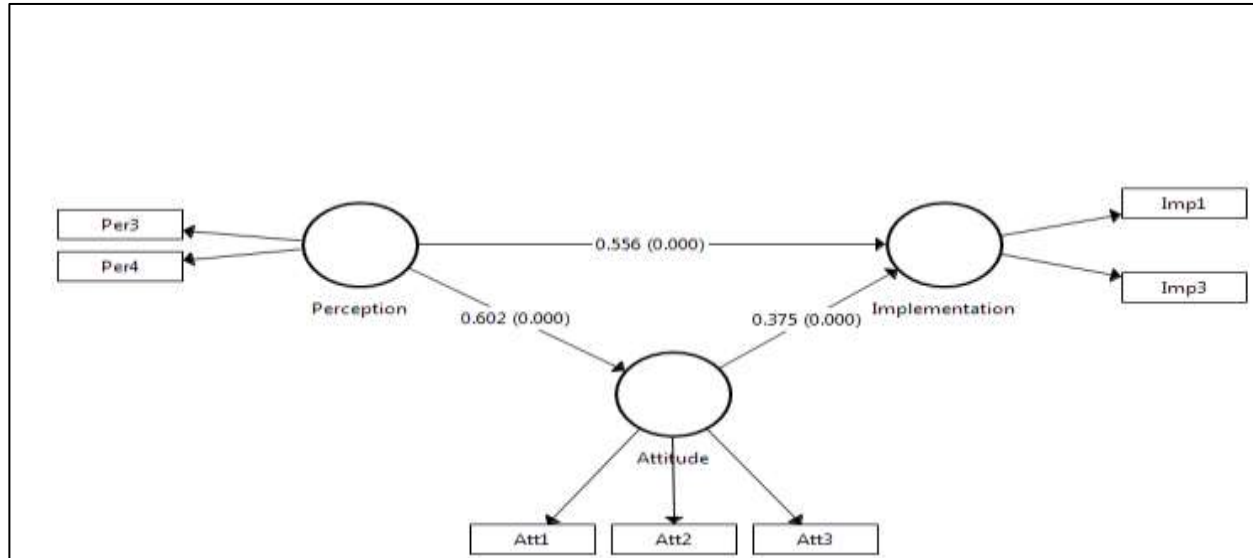 Per3
Per4
Perception
0.556 (0.000)
Imp1
Imp3
Implementation
0.602 (0.000)
0.375 (0.000)
Attitude
Att1
Att2
Att3